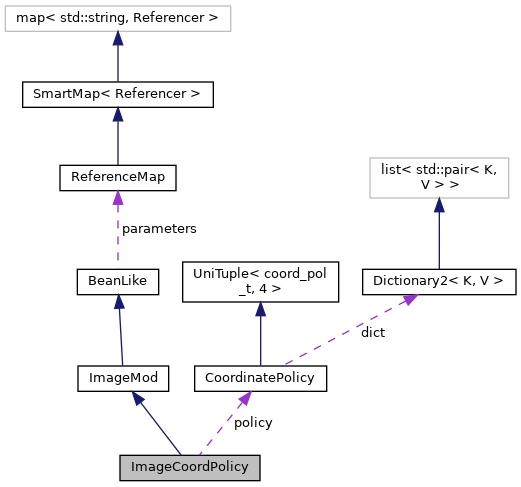 map< std::string, Referencer >
SmartMap< Referencer >
ReferenceMap
list< std::pair< K,
V > >
parameters
BeanLike
UniTuple< coord_pol
_t, 4 >
Dictionary2< K, V >
dict
ImageMod
CoordinatePolicy
policy
ImageCoordPolicy